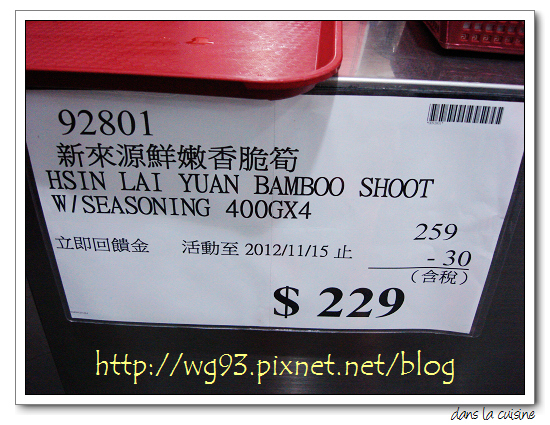 92801
新來源鮮嫩香脆筍
HSIN LAI YUAN BAMBOO SHOOT
W/SEASONING 400GX4
259
立即回饋金 活動至 2012/11/15 止 - 30
(含稅)
$ 229
http://wg93.pixnet.net/blog
dans la cuisine